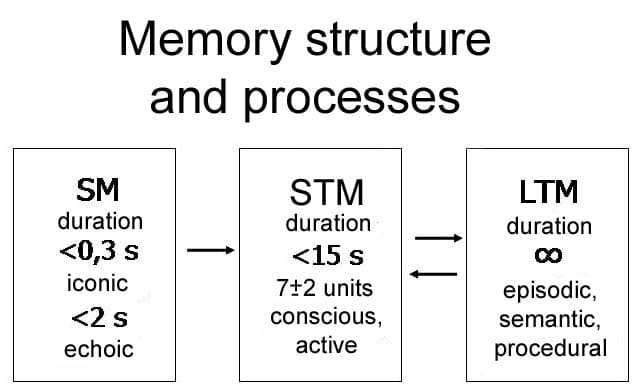 Memory structure
and processes
SM
duration
<0,3 s
iconic
<2 s
echoic
STM
duration
<15 s
7±2 units
conscious,
active
LTM
duration
∞
episodic,
semantic,
procedural